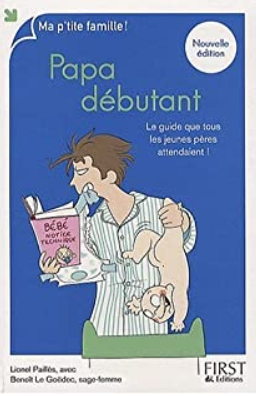 Ma p'tite famille!
Nouvelle
édition
Papa
débutant
Le guide que tous
les jeunes pères
attendaient !
BÉBÉ
NOTICE
TECHNIQUE
Lionel Paillès, avec
Benoît Le Goëdec, sage-femme
FIRST
Editions